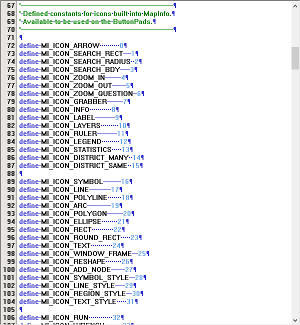 67 '
68 ' Defined constants for icons built into MapInfo.
69 ' Available to be used on the ButtonPads.
70 '
71
72 define MI_ICON_ARROW 0
73 define MI_ICON_SEARCH_RECT 1
74 define MI_ICON_SEARCH_RADIUS 2
75 define MI_ICON_SEARCH_BDY 3
76 define MI_ICON_ZOOM_IN 4
77 define MI_ICON_ZOOM_OUT 5
78 define MI_ICON_ZOOM_QUESTION 6
79 define MI_ICON_GRABBER 7
80 define MI_ICON_INFO 8
81 define MI_ICON_LABEL 9
82 define MI_ICON_LAYERS 10
83 define MI_ICON_RULER 11
84 define MI_ICON_LEGEND 12
85 define MI_ICON_STATISTICS 13
86 define MI_ICON_DISTRICT_MANY 14
87 define MI_ICON_DISTRICT_SAME 15
88
89 define MI_ICON_SYMBOL 16
90 define MI_ICON_LINE 17
91 define MI_ICON_POLYLINE 18
92 define MI_ICON_ARC 19
93 define MI_ICON_POLYGON 20
94 define MI_ICON_ELLIPSE 21
95 define MI_ICON_RECT 22
96 define MI_ICON_ROUND_RECT 23
97 define MI_ICON_TEXT 24
98 define MI_ICON_WINDOW_FRAME 25
99 define MI_ICON_RESHAPE 26
100 define MI_ICON_ADD_NODE 27
101 define MI_ICON_SYMBOL_STYLE 28
102 define MI_ICON_LINE_STYLE 29
103 define MI_ICON_REGION_STYLE 30
104 define MI_ICON_TEXT_STYLE 31
105
106 define MI_ICON_RUN 32